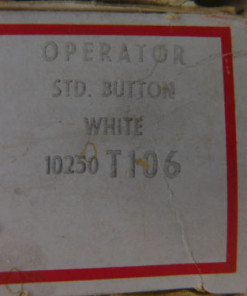 OPERATOR
STD. BUTTON
WHITE
10250 T106